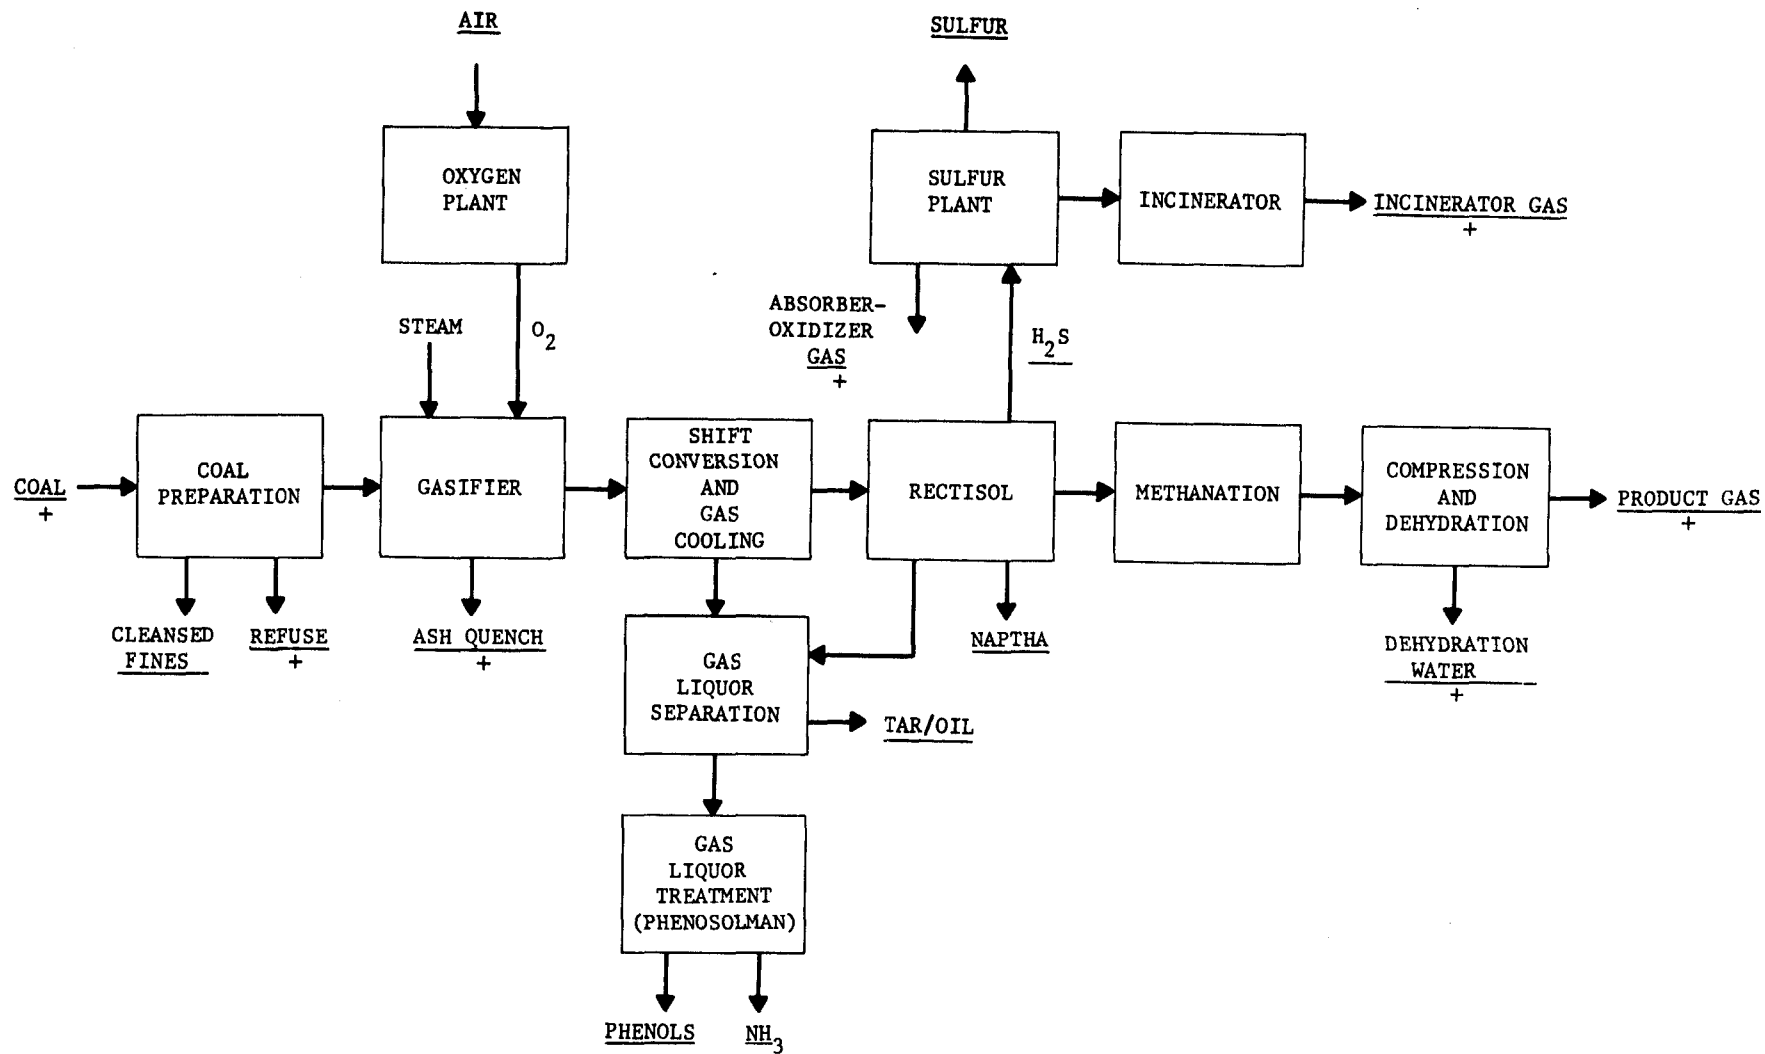 AIR
SULFUR
OXYGEN
PLANT
SULFUR
PLANT
INCINERATOR
INCINERATOR GAS
+
STEAM
O2
ABSORBER-
OXIDIZER
GAS
+
H2S
COAL
+
COAL
PREPARATION
GASIFIER
SHIFT
CONVERSION
AND
GAS
COOLING
RECTISOL
METHANATION
COMPRESSION
AND
DEHYDRATION
PRODUCT GAS
+
CLEANSED
FINES
REFUSE
+
ASH QUENCH
+
GAS
LIQUOR
SEPARATION
NAPTHA
DEHYDRATION
WATER
+
TAR/OIL
GAS
LIQUOR
TREATMENT
(PHENOSOLMAN)
PHENOLS
NH3